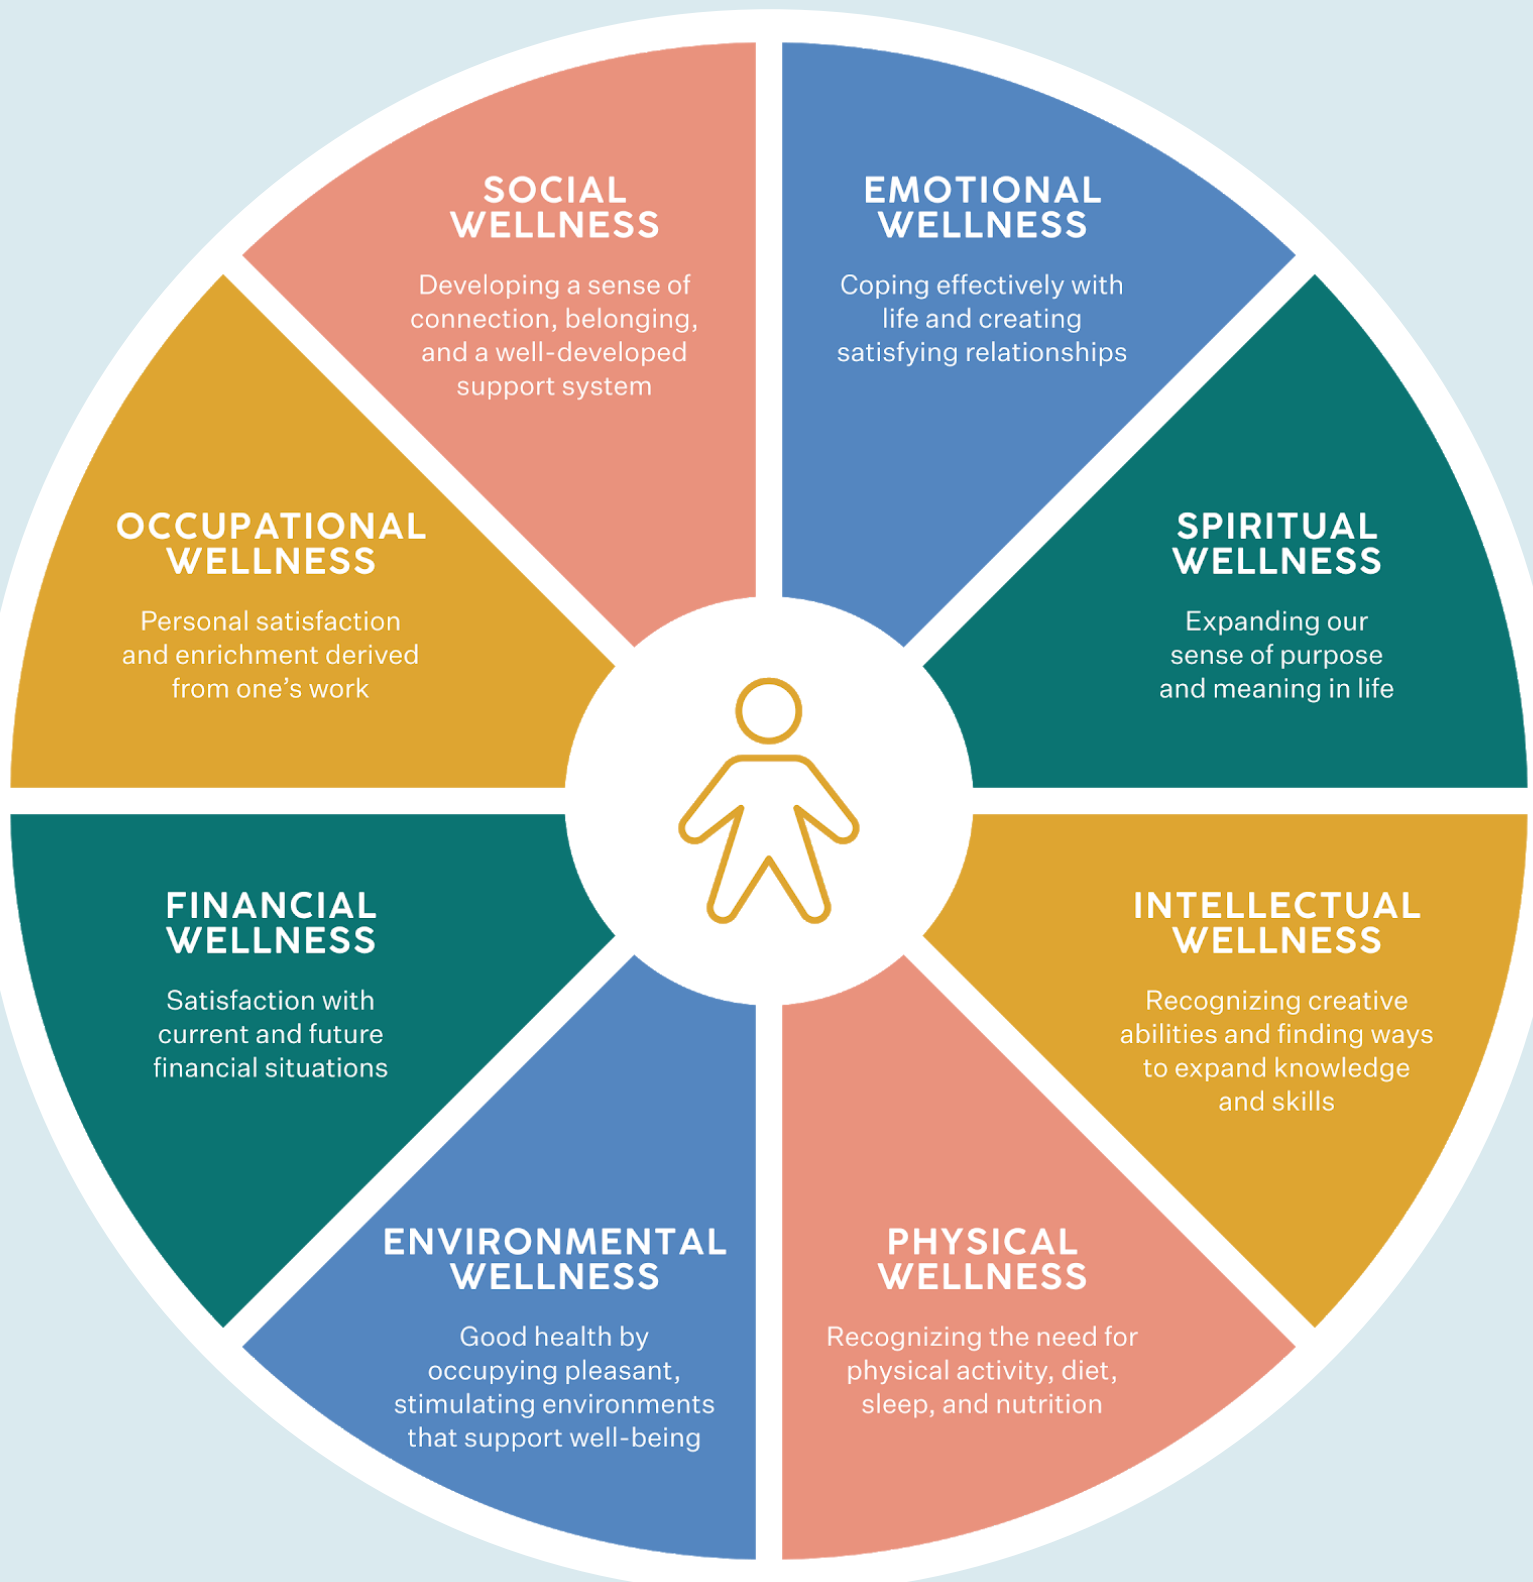 SOCIAL
WELLNESS
Developing a sense of
connection, belonging,
and a well-developed
support system
EMOTIONAL
WELLNESS
Coping effectively with
life and creating
satisfying relationships
OCCUPATIONAL
WELLNESS
Personal satisfaction
and enrichment derived
from one’s work
SPIRITUAL
WELLNESS
Expanding our
sense of purpose
and meaning in life
FINANCIAL
WELLNESS
Satisfaction with
current and future
financial situations
INTELLECTUAL
WELLNESS
Recognizing creative
abilities and finding ways
to expand knowledge
and skills
ENVIRONMENTAL
WELLNESS
Good health by
occupying pleasant,
stimulating environments
that support well-being
PHYSICAL
WELLNESS
Recognizing the need for
physical activity, diet,
sleep, and nutrition